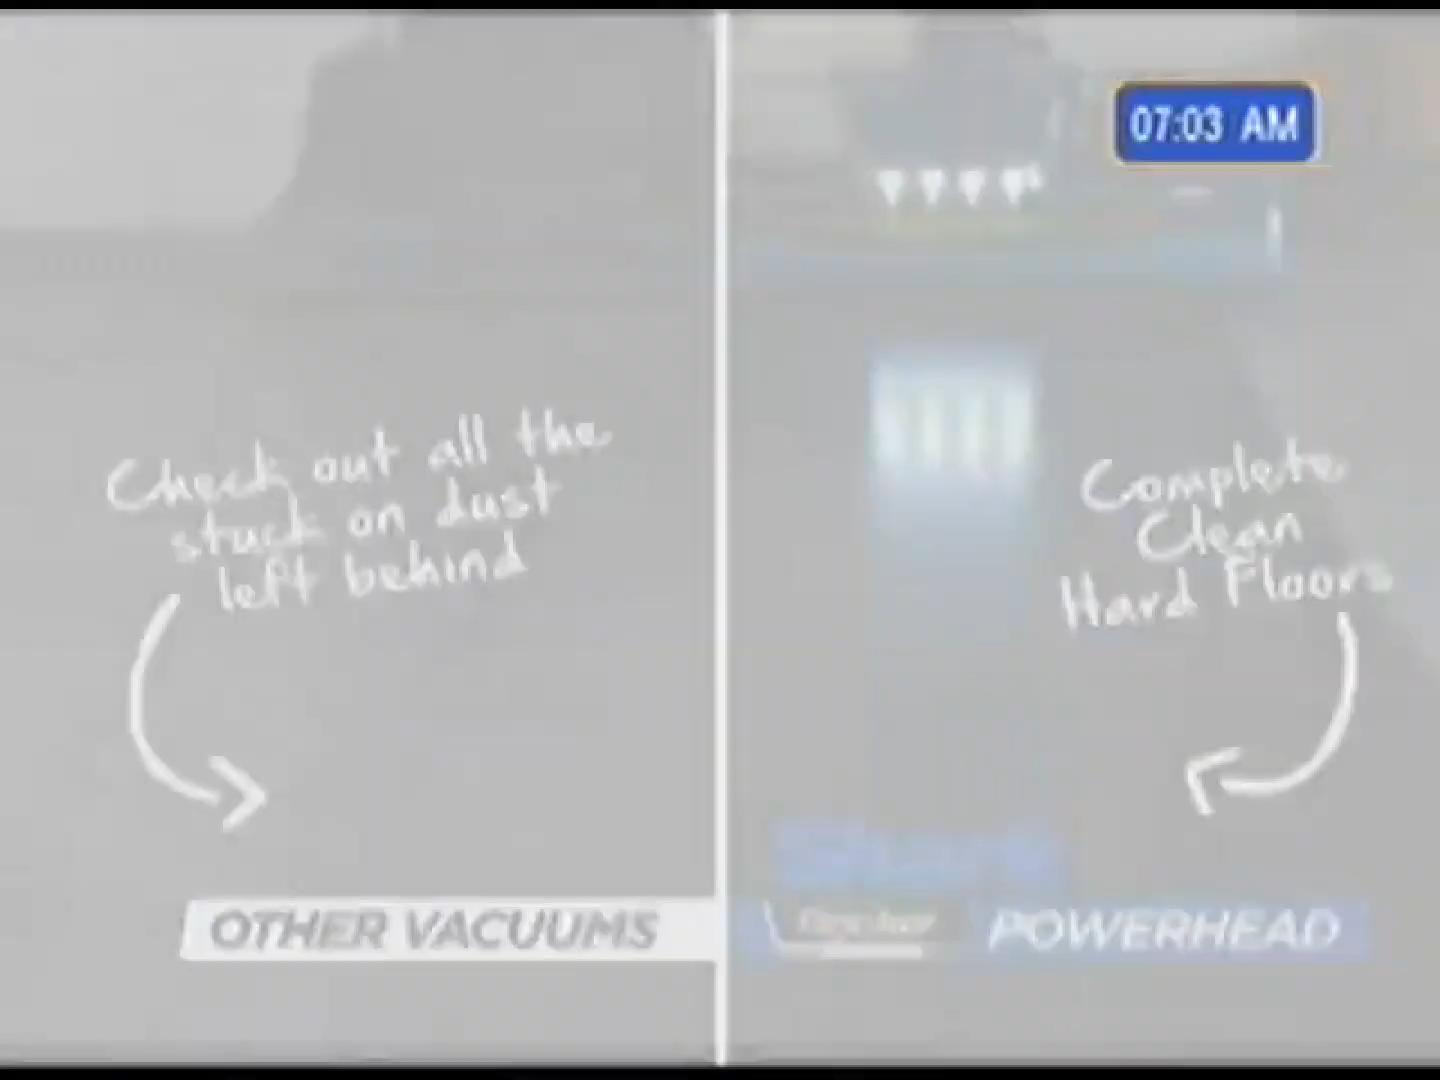 07:03 AM
Check out all the
stuck on dust
left behind
Complete
Clean
Hard Floors
OTHER VACUUMS
Shark
POWERHEAD